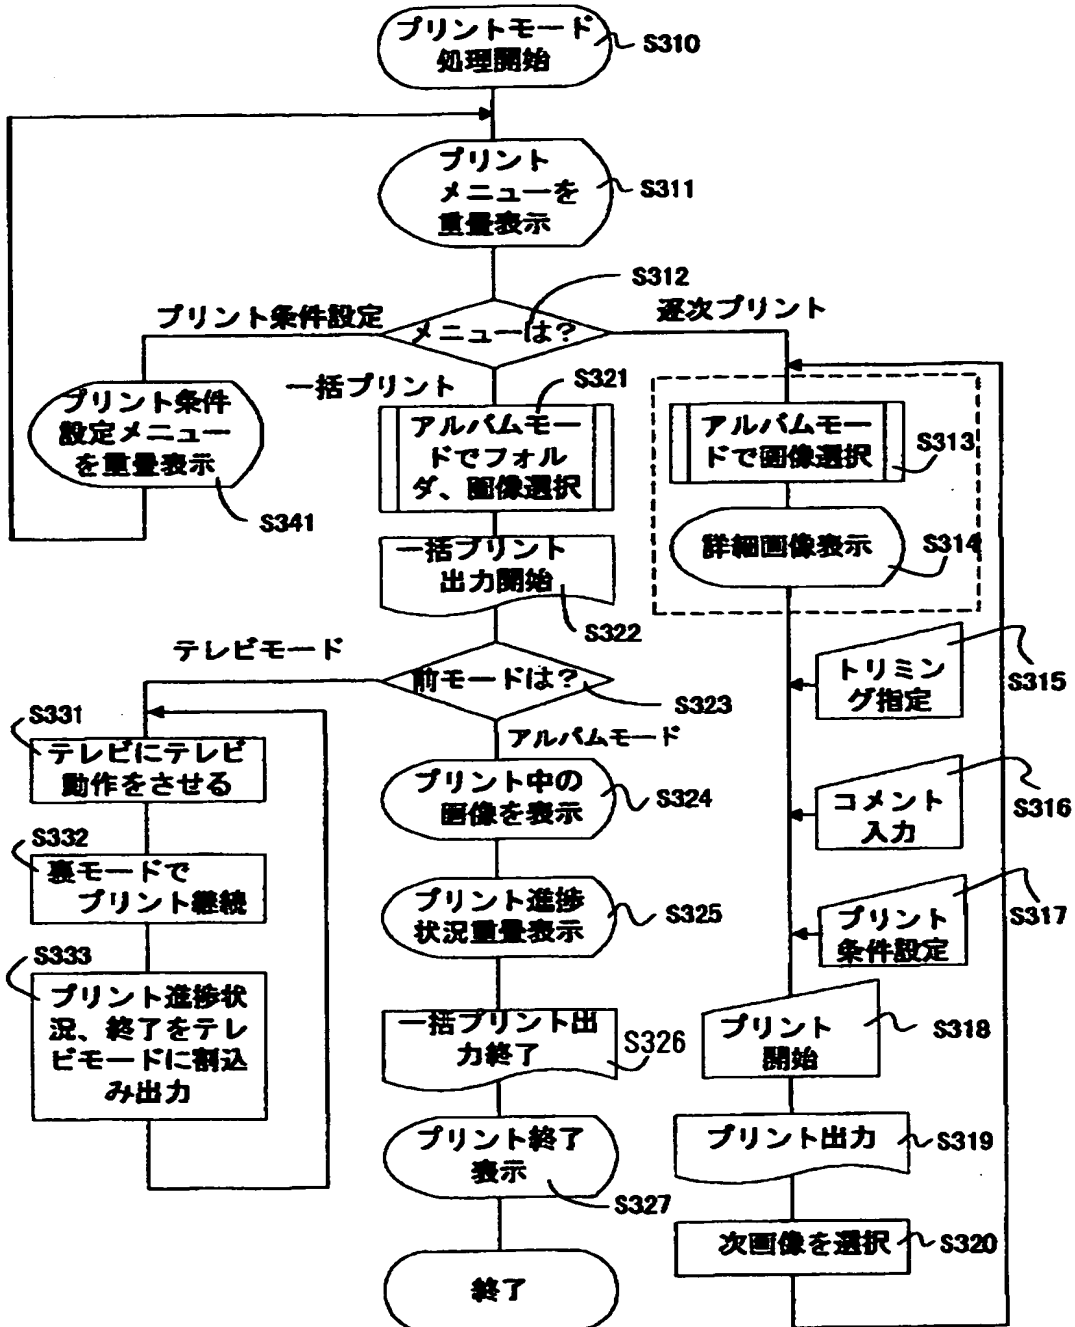 プリントモード
処理開始
S310
プリント
メニューを
重畳表示
S311
S312
メニューは?
プリント条件設定
逐次プリント
一括プリント
プリント条件
設定メニュー
を重畳表示
S341
S321
アルバムモー
ドでフォル
ダ、画像選択
アルバムモー
ドで画像選択
S313
詳細画像表示
S314
一括プリント
出力開始
S322
トリミン
グ指定
S315
テレビモード
前モードは?
S323
アルバムモード
S331
テレビにテレビ
動作をさせる
プリント中の
画像を表示
S324
コメント
入力
S316
S332
裏モードで
プリント継続
プリント進捗
状況重畳表示
S325
プリント
条件設定
S317
S333
プリント進捗状
況、終了をテレ
ビモードに割込
み出力
一括プリント出
力終了
S326
プリント
開始
S318
プリント終了
表示
S327
プリント出力
S319
次画像を選択
S320
終了